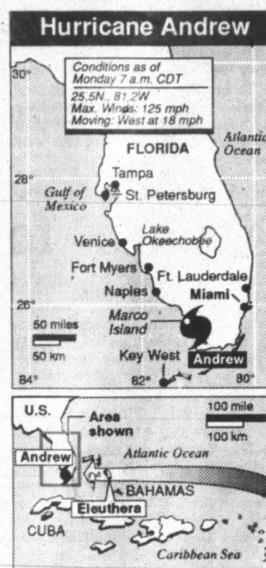 Hurricane Andrew
30°
Conditions as of
Monday 7 a.m. CDT
25.5N., 81.2W
Max. Winds: 125 mph
Moving: West at 18 mph
Atlantic
Ocean
FLORIDA
28°
Tampa
St. Petersburg
Gulf of
Mexico
Lake
Okeechobee
Venice
Fort Myers
Ft. Lauderdale
Naples
Miami
26°
Marco
Island
50 miles
50 km
Key West
Andrew
84°
82°
80°
U.S.
Area
shown
100 mile
100 km
Andrew
Atlantic Ocean
BAHAMAS
Eleuthera
CUBA
Caribbean Sea